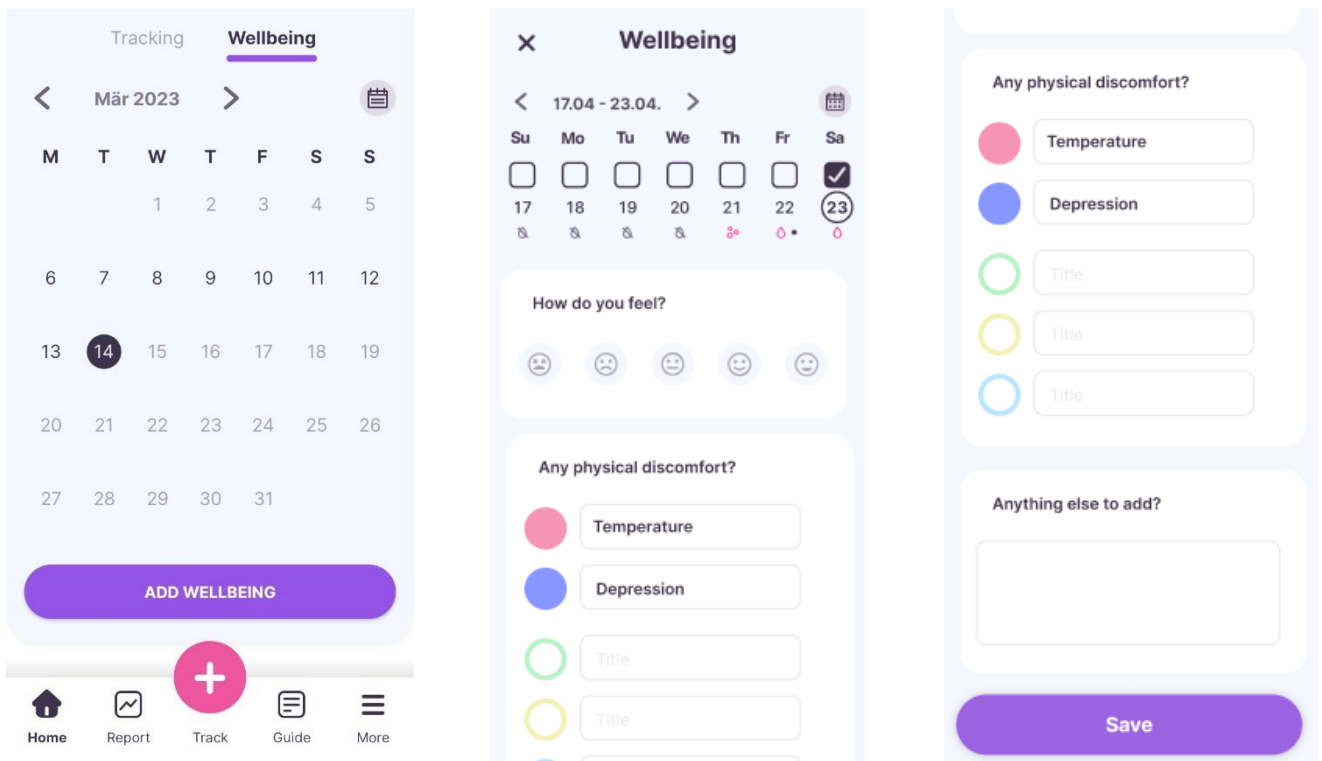 Tracking Wellbeing
Mär 2023
M T W T F S S
1 2 3 4 5
6 7 8 9 10 11 12
13 14 15 16 17 18 19
20 21 22 23 24 25 26
27 28 29 30 31
ADD WELLBEING
Home Report Track Guide More
Wellbeing
17.04 - 23.04.
Su Mo Tu We Th Fr Sa
17 18 19 20 21 22 23
How do you feel?
Any physical discomfort?
Temperature
Depression
Title
Title
Any physical discomfort?
Temperature
Depression
Title
Title
Title
Anything else to add?
Save